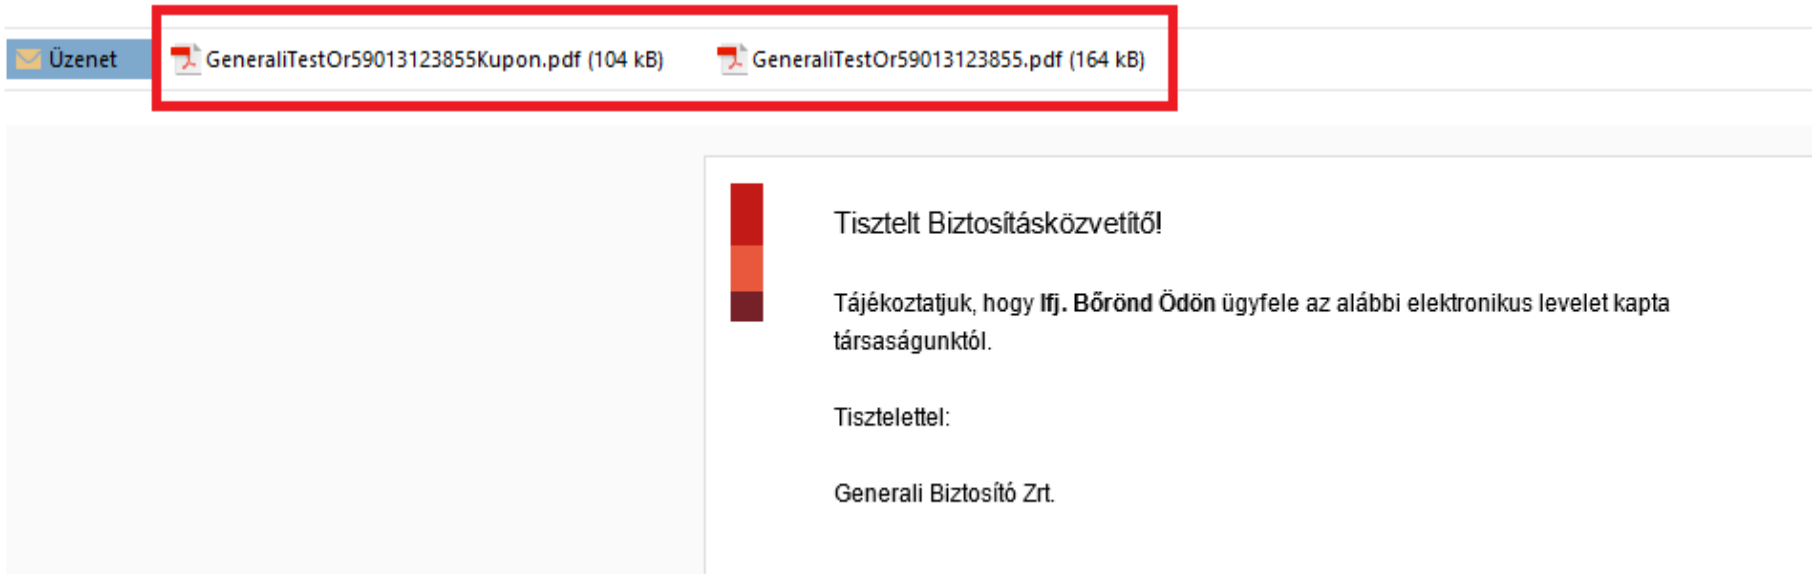 Üzenet GeneraliTestOr59013123855Kupon.pdf (104 kB) GeneraliTestOr59013123855.pdf (164 kB)
Tisztelt Biztosításközvetítő!
Tájékoztatjuk, hogy Ifj. Bőrönd Ödön ügyfele az alábbi elektronikus levelet kapta
társaságunktól.
Tisztelettel:
Generali Biztosító Zrt.